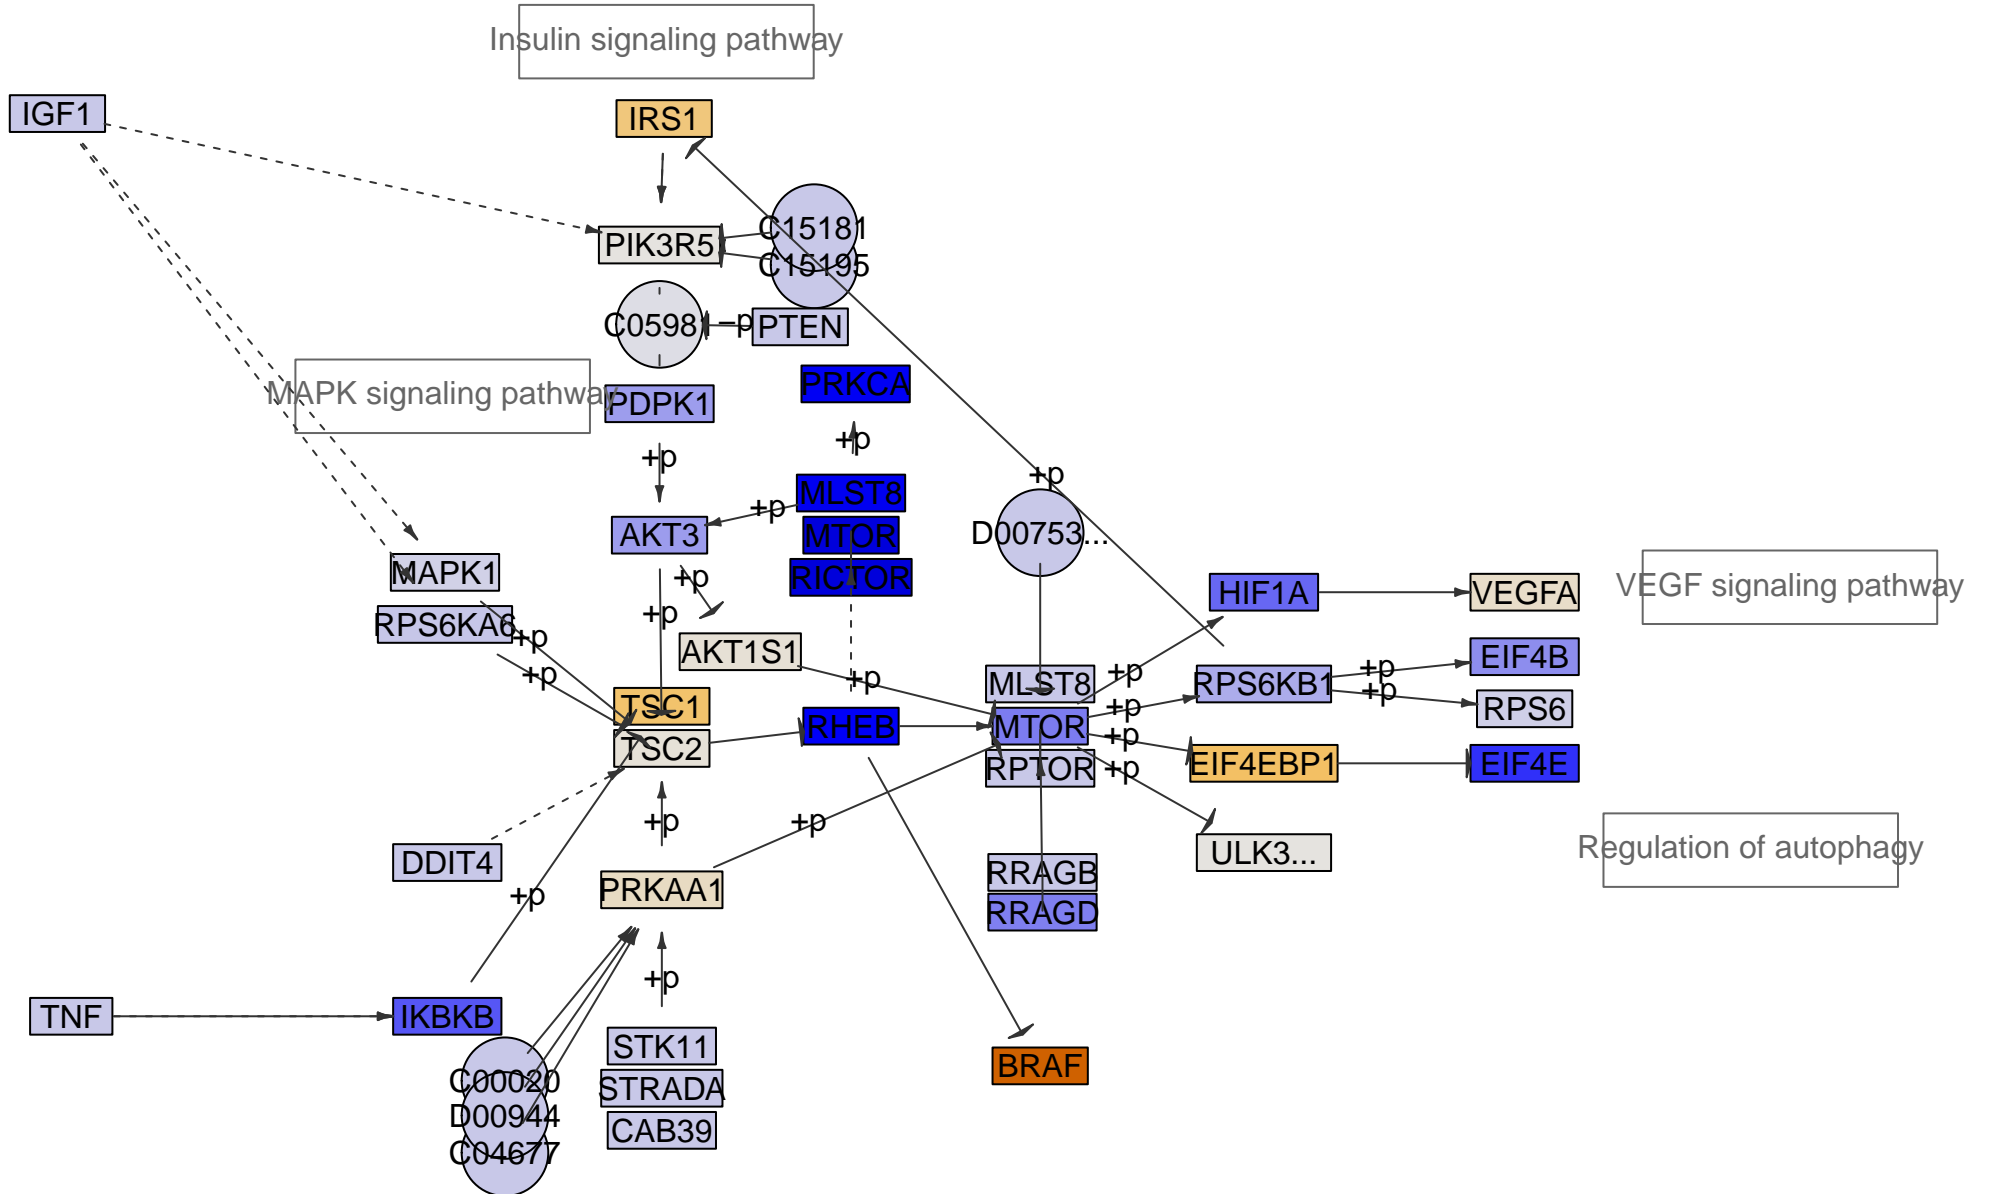 Insulin signaling pathway
IGF1
IRS1
C15181
PIK3R5
C15195
C05981
−p
PTEN
MAPK signaling pathway
PDPK1
PRKCA
+p
+p
MLST8
+p
+p
AKT3
MTOR
D00753...
RICTOR
MAPK1
+p
HIF1A
VEGFA
VEGF signaling pathway
RPS6KA6
+p
+p
AKT1S1
EIF4B
+p
+p
+p
MLST8
+p
RPS6KB1
+p
TSC1
+p
RPS6
RHEB
MTOR
+p
TSC2
RPTOR
+p
EIF4EBP1
EIF4E
+p
+p
Regulation of autophagy
DDIT4
ULK3...
PRKAA1
+p
RRAGB
RRAGD
+p
TNF
IKBKB
STK11
BRAF
C00020
STRADA
D00944
CAB39
C04677